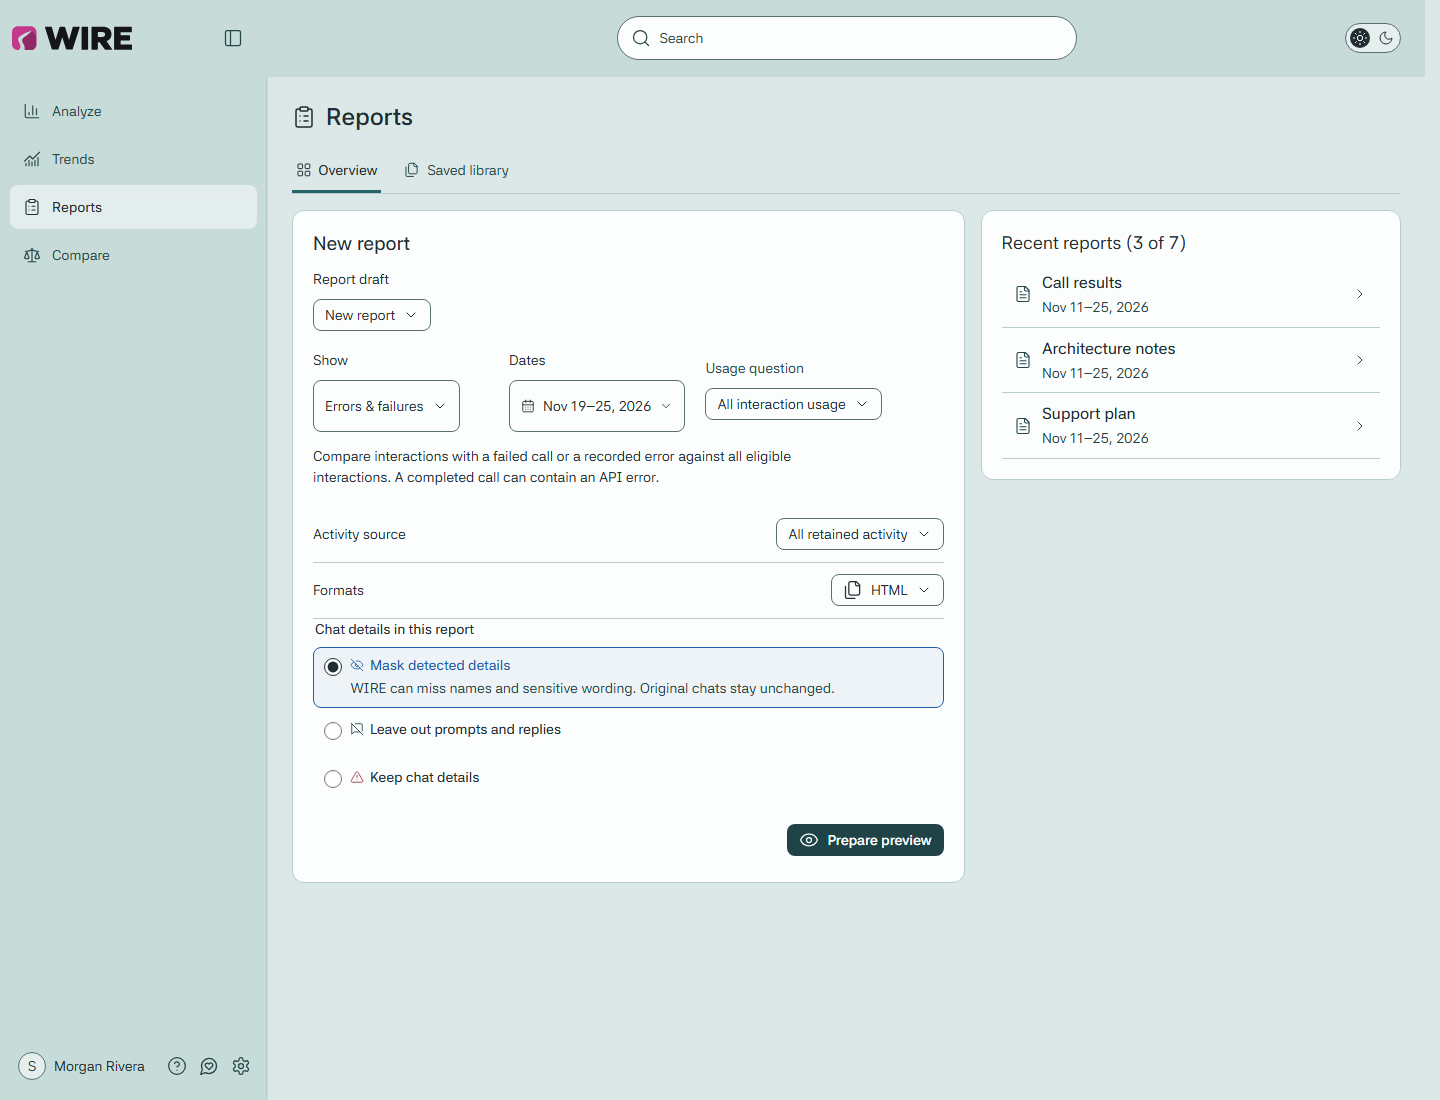 WIRE
Search
Analyze
Trends
Reports
Compare
Reports
Overview
Saved library
New report
Report draft
New report
Show
Dates
Usage question
Errors & failures
Nov 19–25, 2026
All interaction usage
Compare interactions with a failed call or a recorded error against all eligible
interactions. A completed call can contain an API error.
Activity source
All retained activity
Formats
HTML
Chat details in this report
Mask detected details
WIRE can miss names and sensitive wording. Original chats stay unchanged.
Leave out prompts and replies
Keep chat details
Prepare preview
Recent reports (3 of 7)
Call results
Nov 11–25, 2026
Architecture notes
Nov 11–25, 2026
Support plan
Nov 11–25, 2026
S
Morgan Rivera